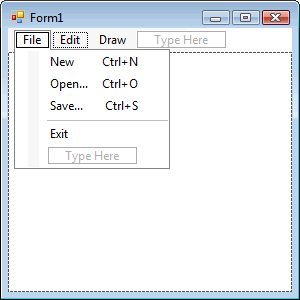 Form1
File Edit Draw Type Here
New Ctrl+N
Open... Ctrl+O
Save... Ctrl+S
Exit
Type Here